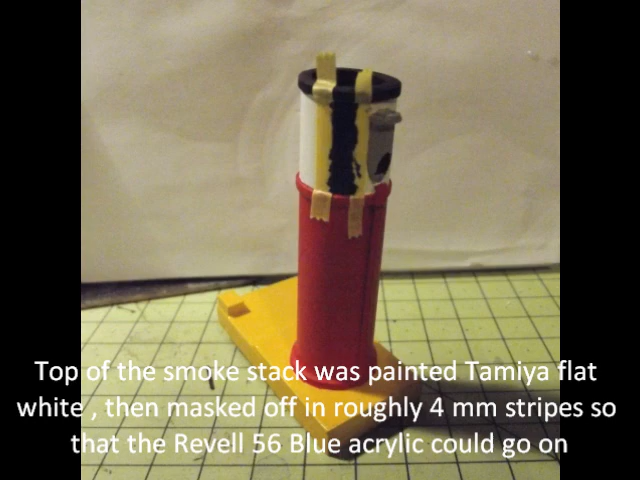 Top of the smoke stack was painted Tamiya flat
white , then masked off in roughly 4 mm stripes so
that the Revell 56 Blue acrylic could go on